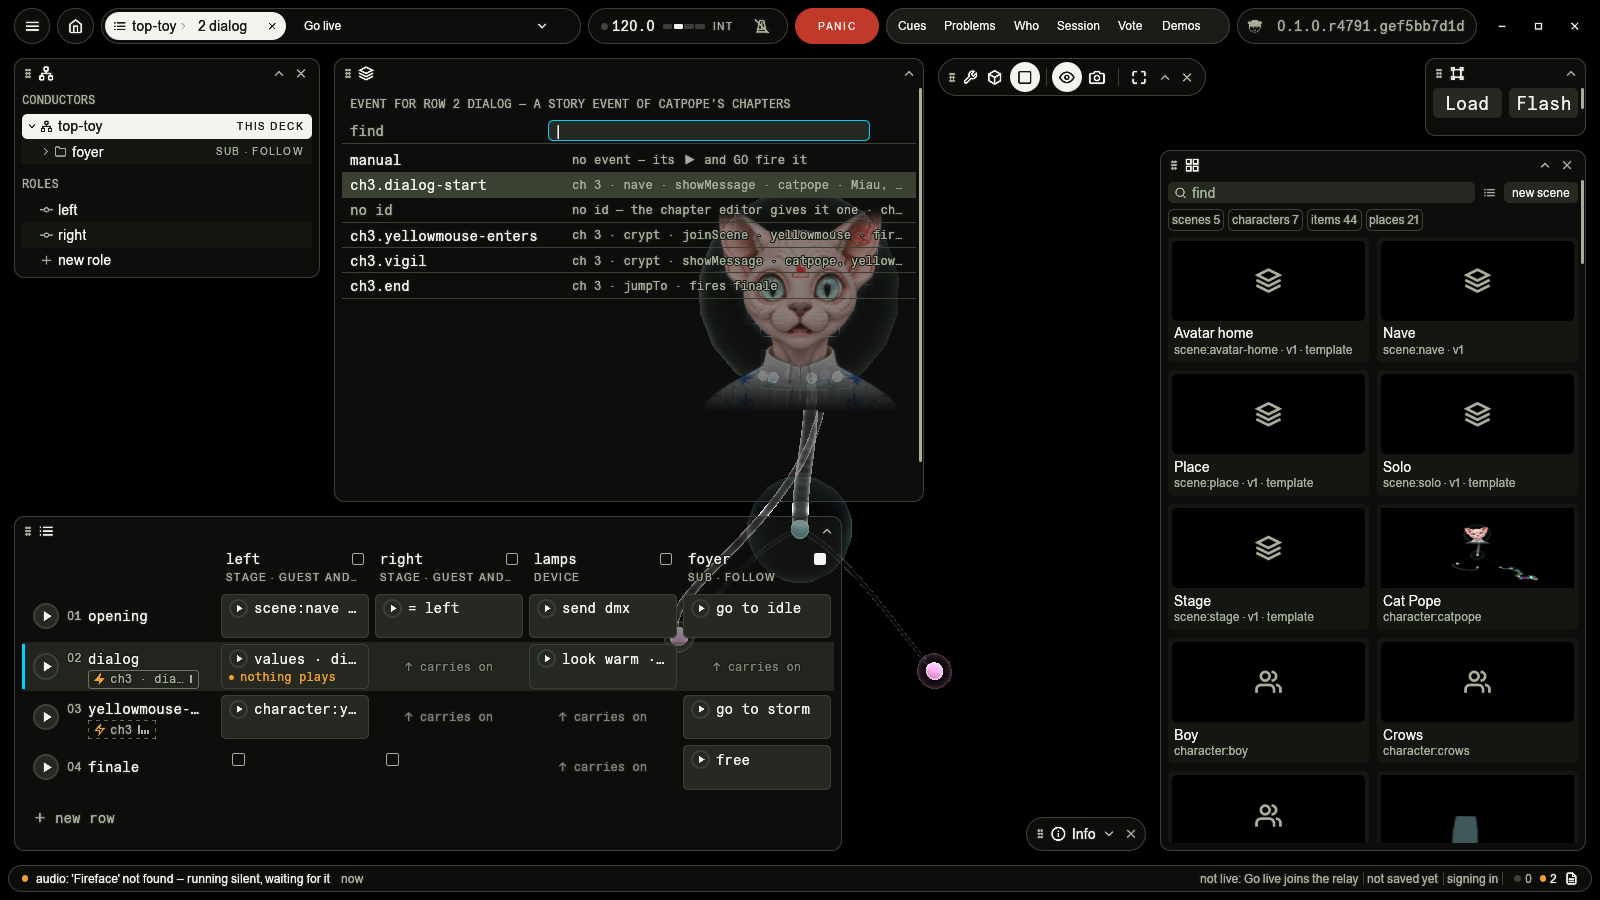 top-toy
2 dialog
Go live
120.0
INT
PANIC
Cues
Problems
Who
Session
Vote
Demos
0.1.0.r4791.gef5bb7d1d
CONDUCTORS
top-toy
THIS DECK
foyer
SUB · FOLLOW
ROLES
left
right
new role
EVENT FOR ROW 2 DIALOG — A STORY EVENT OF CATPOPE'S CHAPTERS
find
manual
no event — its ▶ and GO fire it
ch3.dialog-start
ch 3 · nave · showMessage · catpope · Miau, …
no id
no id — the chapter editor gives it one · ch…
ch3.yellowmouse-enters
ch 3 · crypt · joinScene · yellowmouse · fir…
ch3.vigil
ch 3 · crypt · showMessage · catpope, yellow…
ch3.end
ch 3 · jumpTo · fires finale
Load
Flash
find
new scene
scenes 5
characters 7
items 44
places 21
Avatar home
scene:avatar-home · v1 · template
Nave
scene:nave · v1
Place
scene:place · v1 · template
Solo
scene:solo · v1 · template
Stage
scene:stage · v1 · template
Cat Pope
character:catpope
Boy
character:boy
Crows
character:crows
left
STAGE · GUEST AND…
right
STAGE · GUEST AND…
lamps
DEVICE
foyer
SUB · FOLLOW
01 opening
scene:nave …
= left
send dmx
go to idle
02 dialog
ch3 · dia…
values · di…
nothing plays
↑ carries on
look warm ·…
↑ carries on
03 yellowmouse-…
ch3
character:y…
↑ carries on
↑ carries on
go to storm
04 finale
↑ carries on
free
+ new row
Info
audio: 'Fireface' not found — running silent, waiting for it
now
not live: Go live joins the relay
not saved yet
signing in
0
2